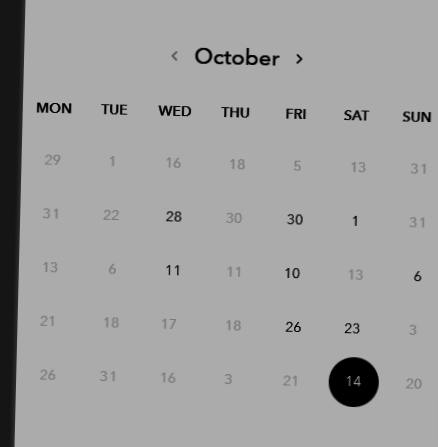 ‹ October ›
MON TUE WED THU FRI SAT SUN
29 1 16 18 5 13 31
31 22 28 30 30 1 31
13 6 11 11 10 13 6
21 18 17 18 26 23 3
26 31 16 3 21 14 20